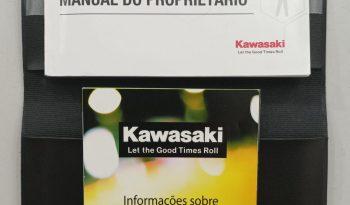 MANUAL DO PROPRIETÁRIO
Kawasaki
Let the Good Times Roll
Kawasaki
Let the Good Times Roll
Informações sobre